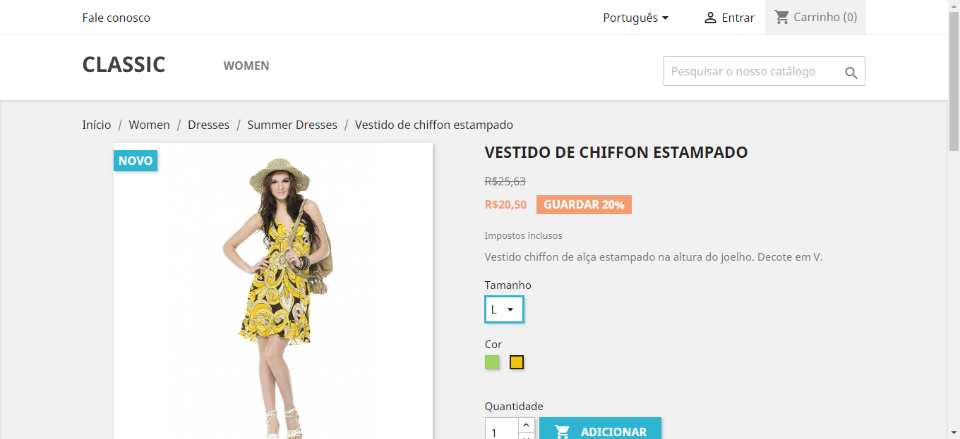 Fale conosco
Português
Entrar
Carrinho (0)
CLASSIC
WOMEN
Pesquisar o nosso catálogo
Início / Women / Dresses / Summer Dresses / Vestido de chiffon estampado
NOVO
VESTIDO DE CHIFFON ESTAMPADO
R$25,63
R$20,50 GUARDAR 20%
Impostos inclusos
Vestido chiffon de alça estampado na altura do joelho. Decote em V.
Tamanho
L
Cor
Quantidade
1
ADICIONAR